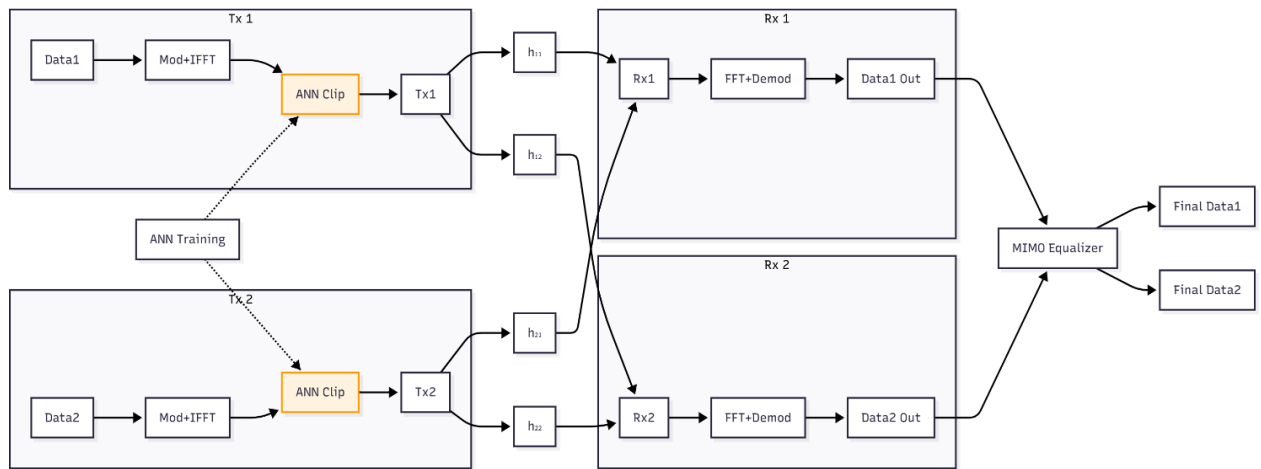 Tx 1
Data1
Mod+IFFT
ANN Clip
Tx1
h₁₁
h₁₂
Rx 1
Rx1
FFT+Demod
Data1 Out
ANN Training
MIMO Equalizer
Final Data1
Final Data2
Tx 2
Data2
Mod+IFFT
ANN Clip
Tx2
h₂₁
h₂₂
Rx 2
Rx2
FFT+Demod
Data2 Out